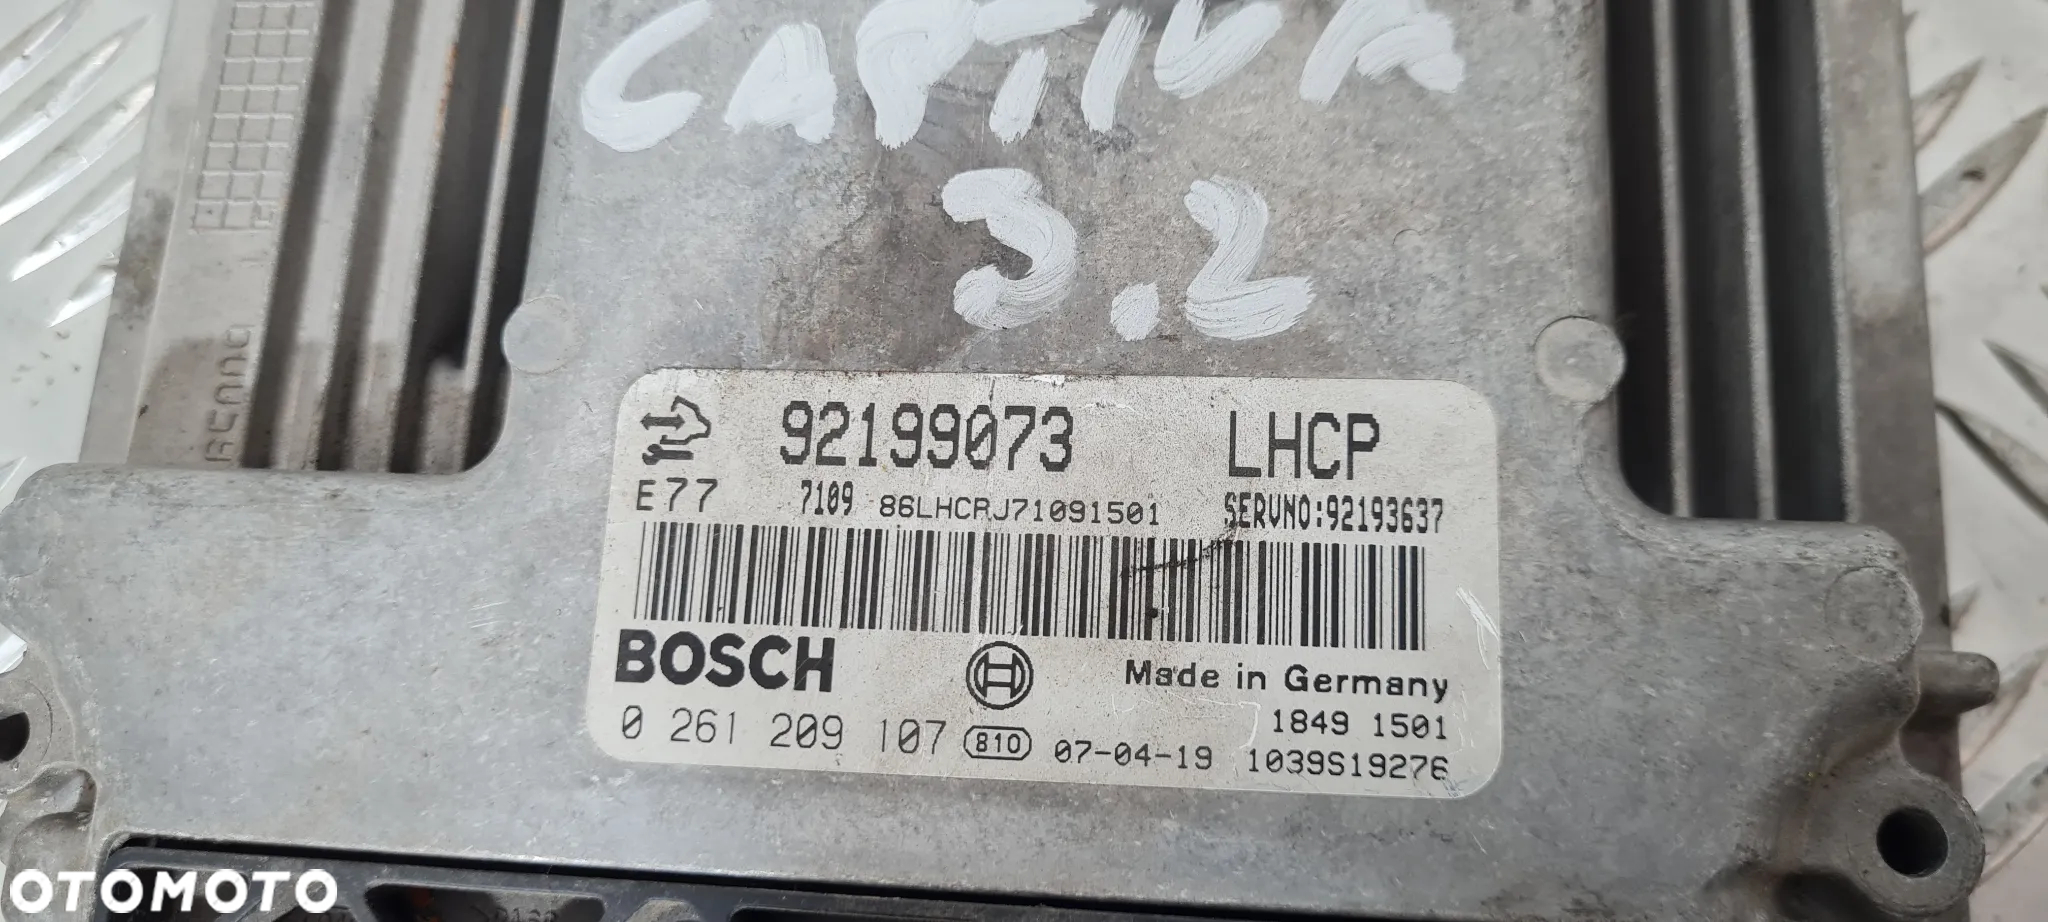 CAPTIVA
3.2
92199073 LHCP
E77 7109 86LHCRJ71091501 SERVNO:92193637
BOSCH Made in Germany
1849 1501
0 261 209 107 810 07-04-19 1039S19276
OTOMOTO